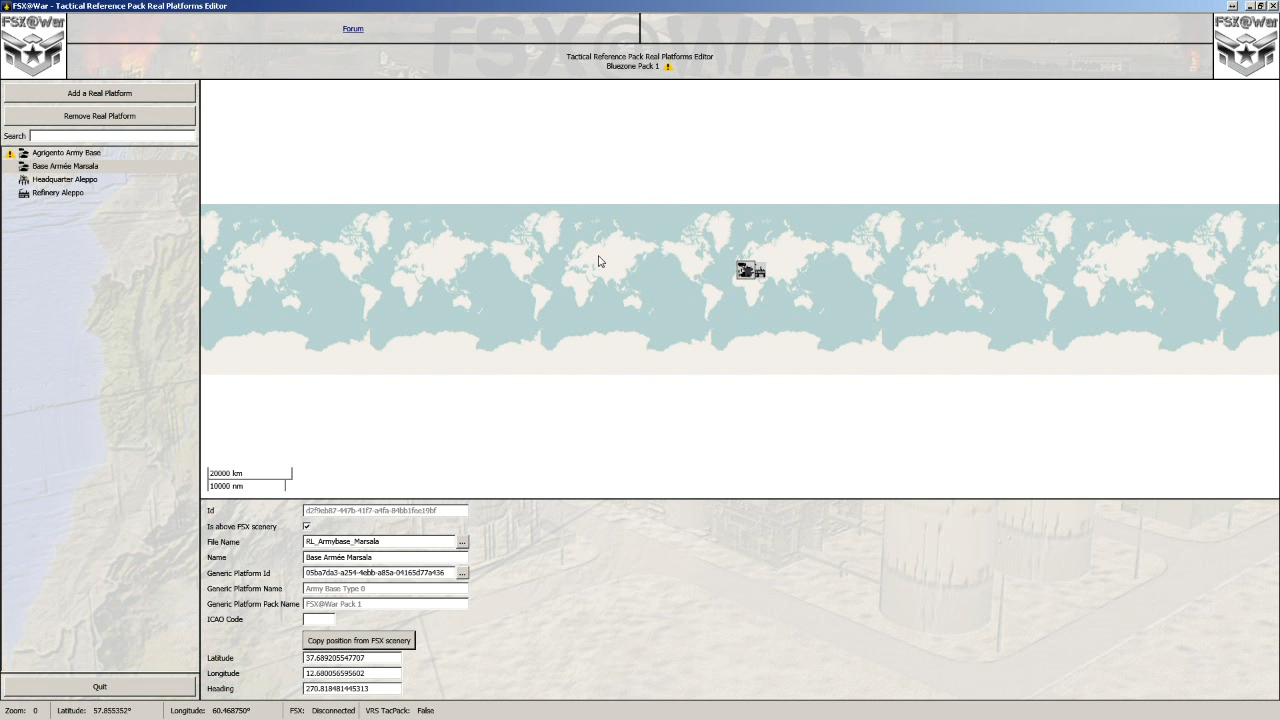 FSX@War - Tactical Reference Pack Real Platforms Editor
FSX@War
Forum
FSX@War
Tactical Reference Pack Real Platforms Editor
Bluezone Pack 1
Add a Real Platform
Remove Real Platform
Search
Agrigento Army Base
Base Armée Marsala
Headquarter Aleppo
Refinery Aleppo
20000 km
10000 nm
Id d2f9eb87-447b-41f7-a4fa-84bb1fee19bf
Is above FSX scenery
File Name RL_Armybase_Marsala ...
Name Base Armée Marsala
Generic Platform Id 05ba7da3-a254-4ebb-a85a-04165d77a436 ...
Generic Platform Name Army Base Type 0
Generic Platform Pack Name FSX@War Pack 1
ICAO Code
Copy position from FSX scenery
Latitude 37.689205547707
Longitude 12.680056595602
Heading 270.818481445313
Quit
Zoom: 0 Latitude: 57.855352° Longitude: 60.468750° FSX: Disconnected VRS TacPack: False